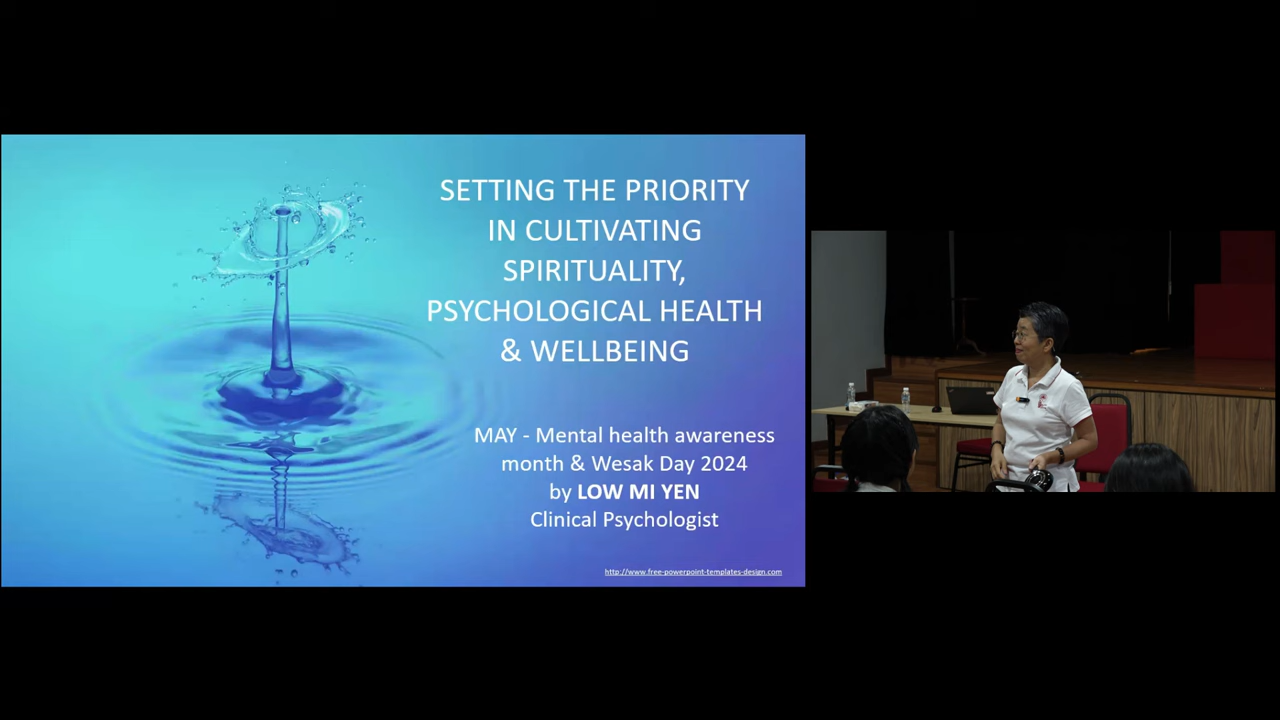 SETTING THE PRIORITY
IN CULTIVATING
SPIRITUALITY,
PSYCHOLOGICAL HEALTH
& WELLBEING
MAY - Mental health awareness
month & Wesak Day 2024
by LOW MI YEN
Clinical Psychologist
http://www.free-powerpoint-templates-design.com